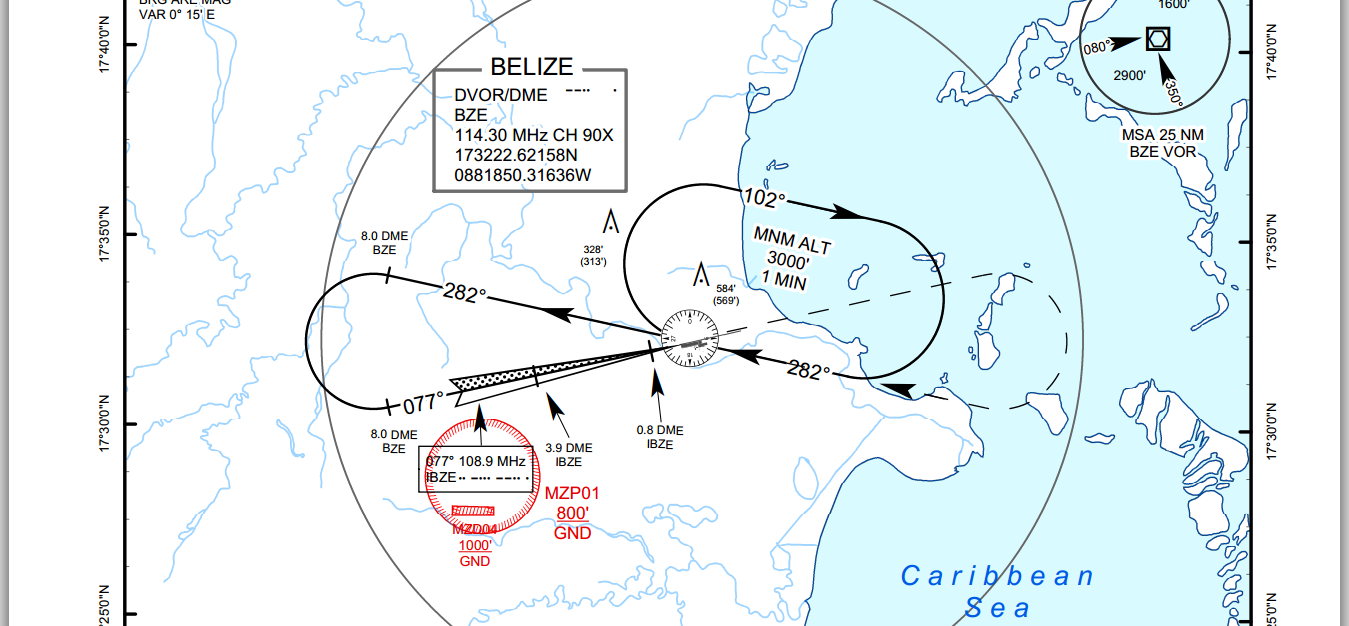 BRG ARE MAG
VAR 0° 15' E
1600'
080°
2900'
350°
MSA 25 NM
BZE VOR
17°40'0"N
17°40'0"N
BELIZE
DVOR/DME
BZE
114.30 MHz CH 90X
173222.62158N
0881850.31636W
102°
MNM ALT
3000'
1 MIN
328'
(313')
584'
(569')
17°35'0"N
17°35'0"N
8.0 DME
BZE
282°
282°
077°
8.0 DME
BZE
0.8 DME
IBZE
3.9 DME
IBZE
17°30'0"N
17°30'0"N
077° 108.9 MHz
IBZE
MZP01
800'
GND
MZD04
1000'
GND
Caribbean
Sea
°25'0"N
5'0"N